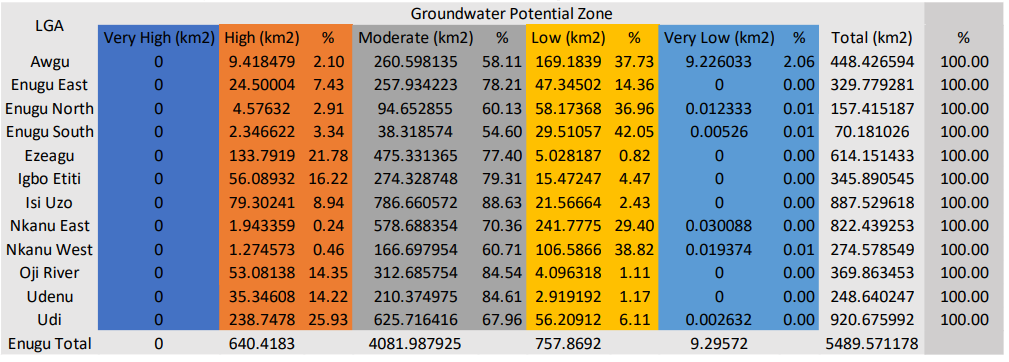 Groundwater Potential Zone
LGA Very High (km2) High (km2) % Moderate (km2) % Low (km2) % Very Low (km2) % Total (km2) %
Awgu 0 9.418479 2.10 260.598135 58.11 169.1839 37.73 9.226033 2.06 448.426594 100.00
Enugu East 0 24.50004 7.43 257.934223 78.21 47.34502 14.36 0 0.00 329.779281 100.00
Enugu North 0 4.57632 2.91 94.652855 60.13 58.17368 36.96 0.012333 0.01 157.415187 100.00
Enugu South 0 2.346622 3.34 38.318574 54.60 29.51057 42.05 0.00526 0.01 70.181026 100.00
Ezeagu 0 133.7919 21.78 475.331365 77.40 5.028187 0.82 0 0.00 614.151433 100.00
Igbo Etiti 0 56.08932 16.22 274.328748 79.31 15.47247 4.47 0 0.00 345.890545 100.00
Isi Uzo 0 79.30241 8.94 786.660572 88.63 21.56664 2.43 0 0.00 887.529618 100.00
Nkanu East 0 1.943359 0.24 578.688354 70.36 241.7775 29.40 0.030088 0.00 822.439253 100.00
Nkanu West 0 1.274573 0.46 166.697954 60.71 106.5866 38.82 0.019374 0.01 274.578549 100.00
Oji River 0 53.08138 14.35 312.685754 84.54 4.096318 1.11 0 0.00 369.863453 100.00
Udenu 0 35.34608 14.22 210.374975 84.61 2.919192 1.17 0 0.00 248.640247 100.00
Udi 0 238.7478 25.93 625.716416 67.96 56.20912 6.11 0.002632 0.00 920.675992 100.00
Enugu Total 0 640.4183 4081.987925 757.8692 9.29572 5489.571178